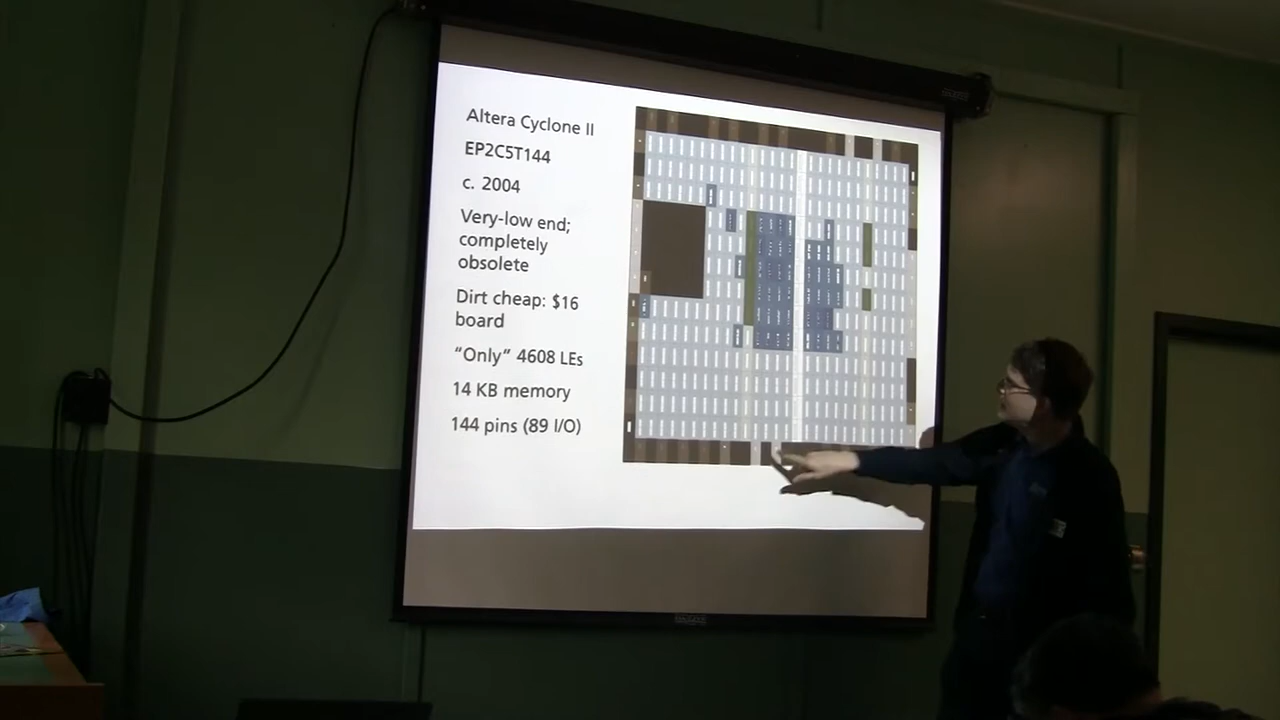 Altera Cyclone II
EP2C5T144
c. 2004
Very-low end;
completely
obsolete
Dirt cheap: $16
board
“Only” 4608 LEs
14 KB memory
144 pins (89 I/O)